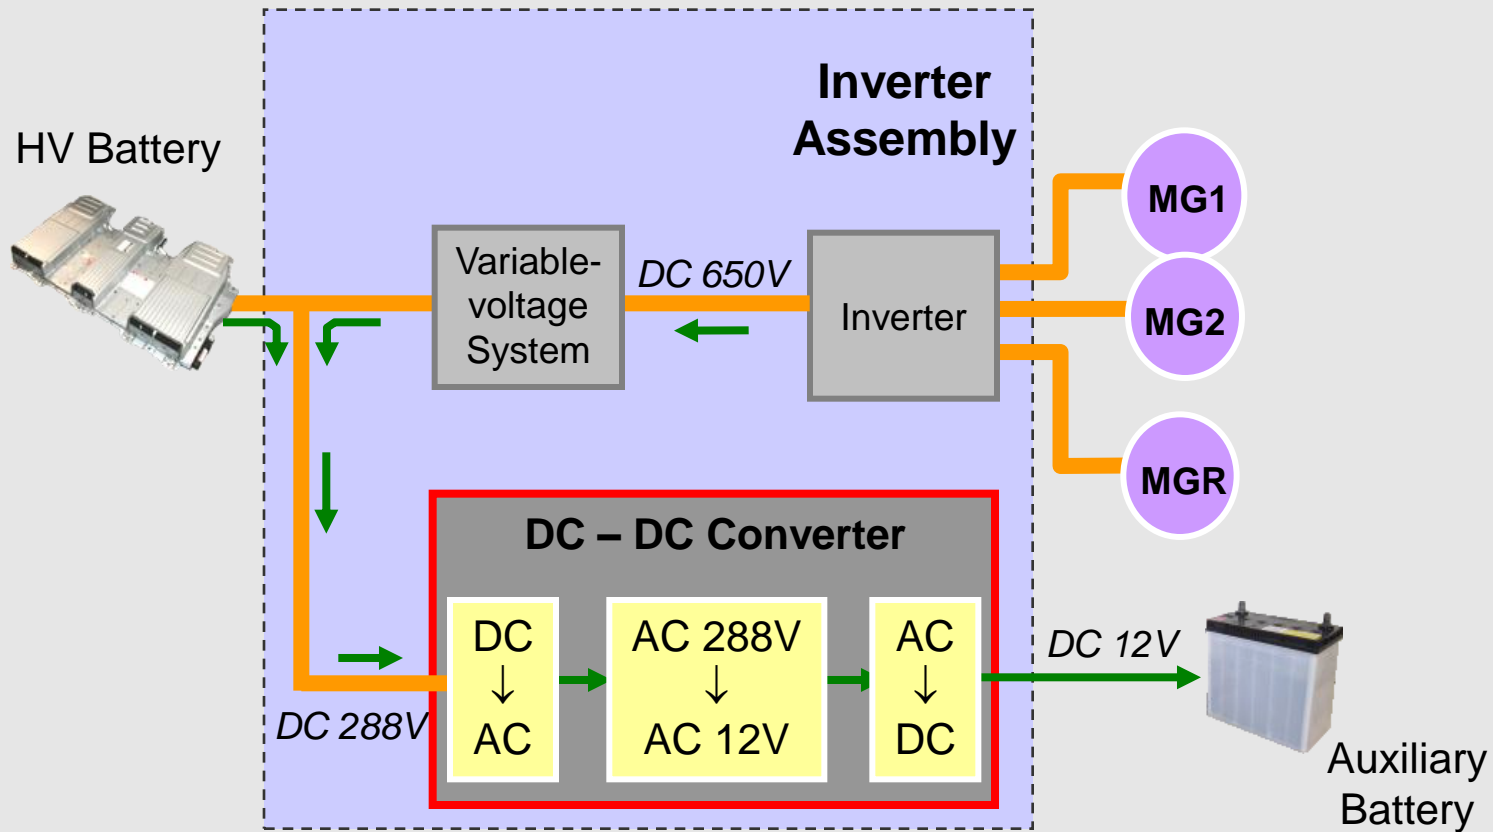 Inverter
Assembly
HV Battery
MG1
Variable-
voltage
System
DC 650V
Inverter
MG2
MGR
DC – DC Converter
DC
↓
AC
AC 288V
↓
AC 12V
AC
↓
DC
DC 12V
DC 288V
Auxiliary
Battery